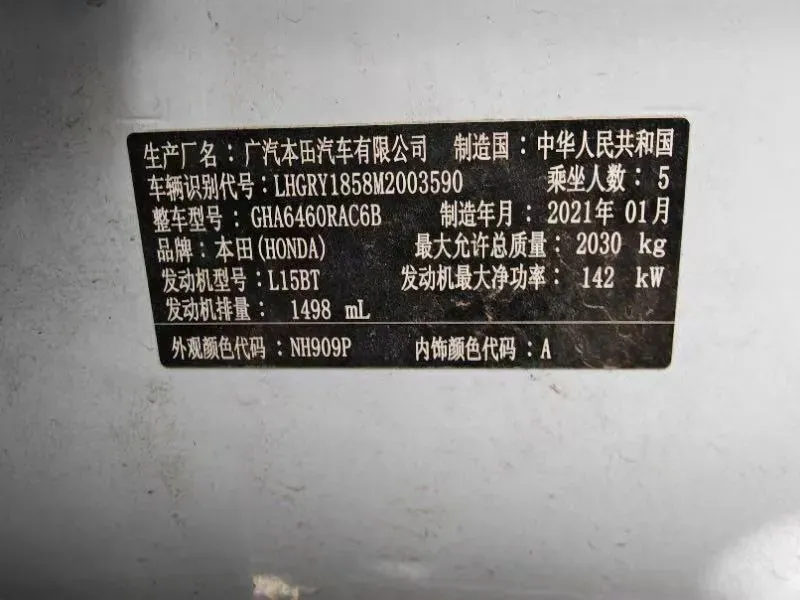 生产厂名：广汽本田汽车有限公司 制造国：中华人民共和国
车辆识别代号：LHGRY1858M2003590 乘坐人数：5
整车型号：GHA6460RAC6B 制造年月：2021年 01月
品牌：本田(HONDA) 最大允许总质量：2030 kg
发动机型号：L15BT 发动机最大净功率：142 kW
发动机排量：1498 mL
外观颜色代码：NH909P 内饰颜色代码：A